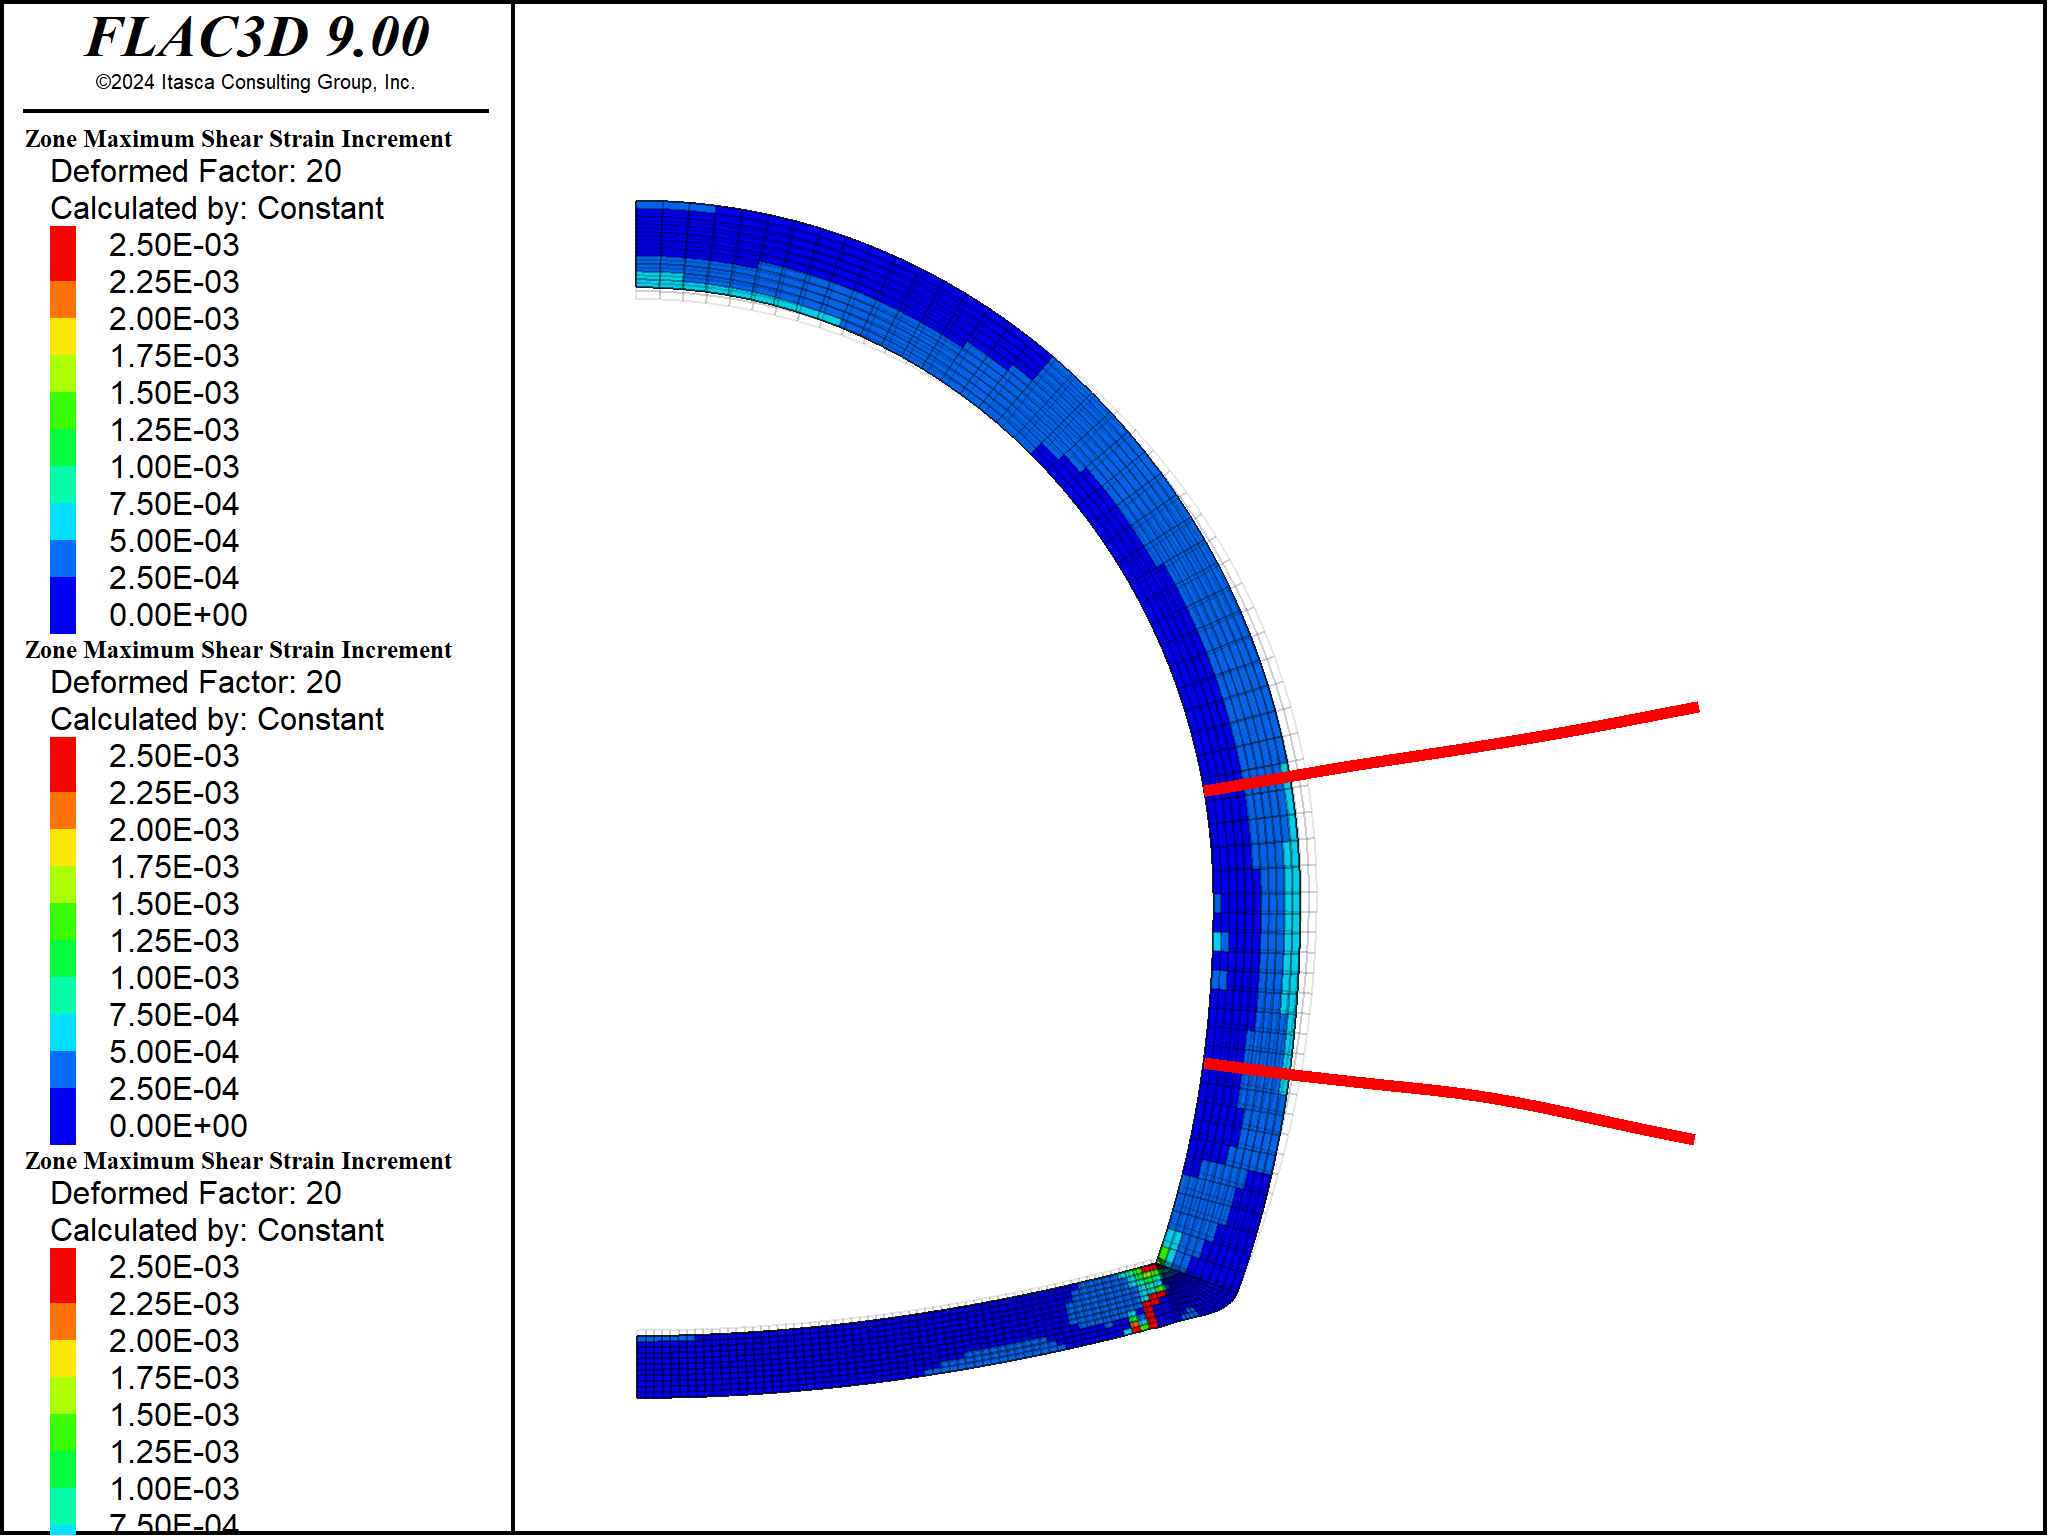 FLAC3D 9.00
©2024 Itasca Consulting Group, Inc.
Zone Maximum Shear Strain Increment
Deformed Factor: 20
Calculated by: Constant
2.50E-03
2.25E-03
2.00E-03
1.75E-03
1.50E-03
1.25E-03
1.00E-03
7.50E-04
5.00E-04
2.50E-04
0.00E+00
Zone Maximum Shear Strain Increment
Deformed Factor: 20
Calculated by: Constant
2.50E-03
2.25E-03
2.00E-03
1.75E-03
1.50E-03
1.25E-03
1.00E-03
7.50E-04
5.00E-04
2.50E-04
0.00E+00
Zone Maximum Shear Strain Increment
Deformed Factor: 20
Calculated by: Constant
2.50E-03
2.25E-03
2.00E-03
1.75E-03
1.50E-03
1.25E-03
1.00E-03
7.50E-04